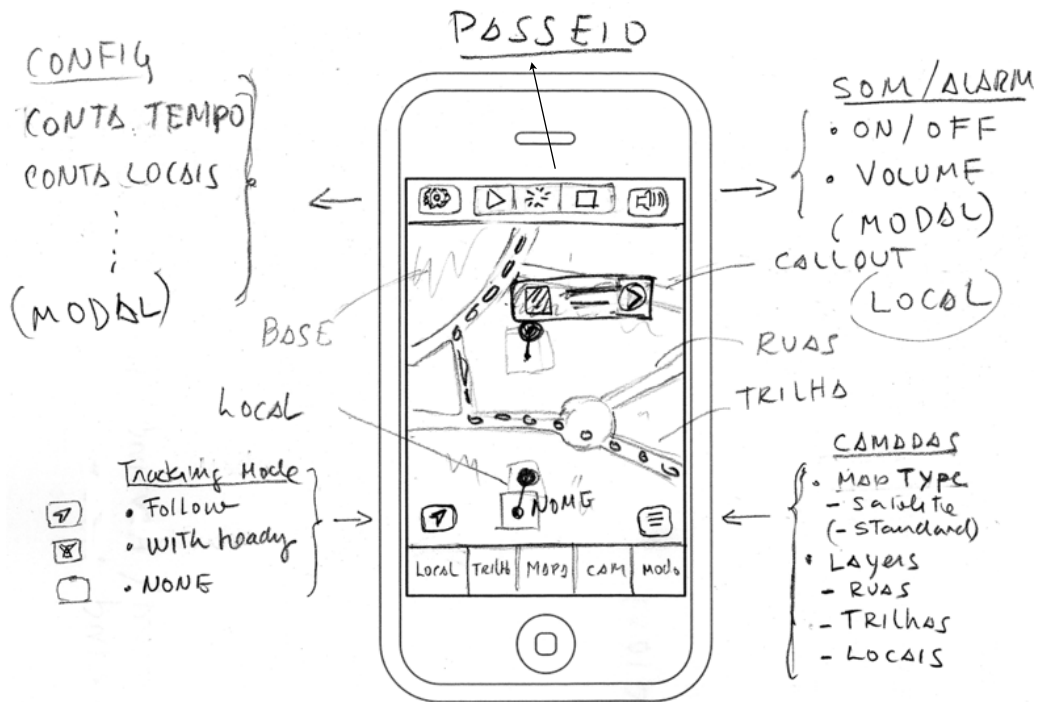 PASSEIO
CONFIG
CONTA TEMPO
CONTA LOCAIS
(MODAL)
SOM/ALARM
• ON/OFF
• VOLUME
(MODAL)
CALLOUT
LOCAL
BASE
RUAS
TRILHA
LOCAL
NOME
Tracking Mode
• Follow
• with heady
• NONE
CAMADAS
• MAP TYPE
- Satelite
(- STandard)
• LAyers
- RUAS
- TRilhas
- LOCAIS
LOCAL TRilha MAPA CAM MODO